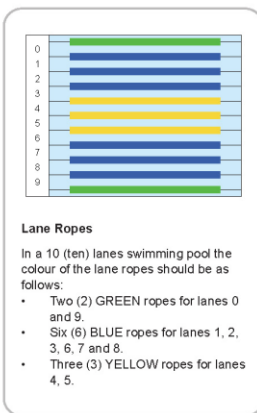 0
1
2
3
4
5
6
7
8
9
Lane Ropes
In a 10 (ten) lanes swimming pool the
colour of the lane ropes should be as
follows:
• Two (2) GREEN ropes for lanes 0
and 9.
• Six (6) BLUE ropes for lanes 1, 2,
3, 6, 7 and 8.
• Three (3) YELLOW ropes for lanes
4, 5.